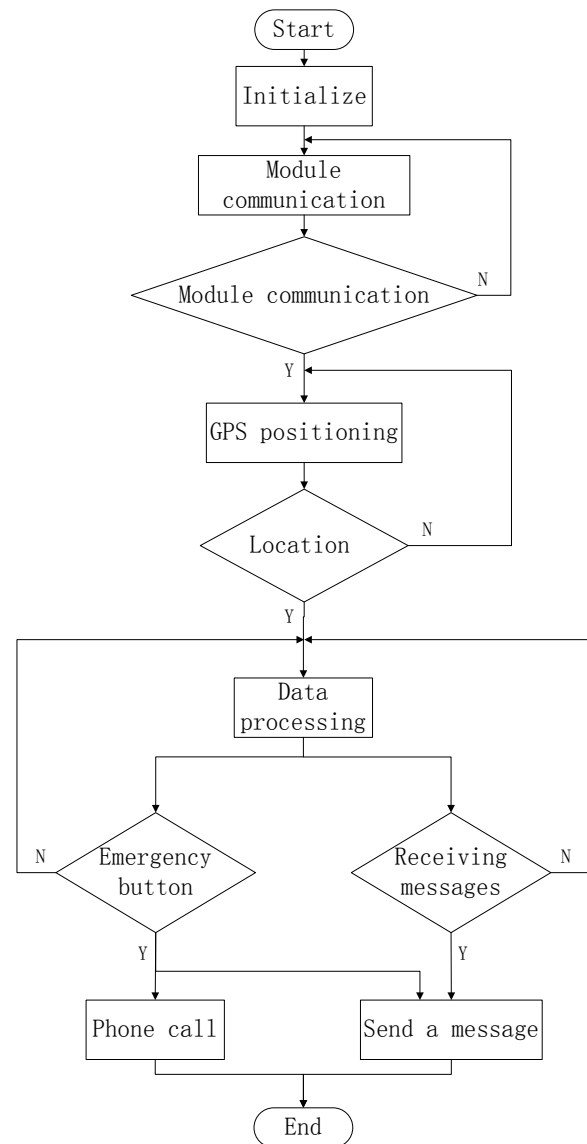 Start
Initialize
Module
communication
Module communication
N
Y
GPS positioning
Location
N
Y
Data
processing
N
Emergency
button
Receiving
messages
N
Y
Y
Phone call
Send a message
End